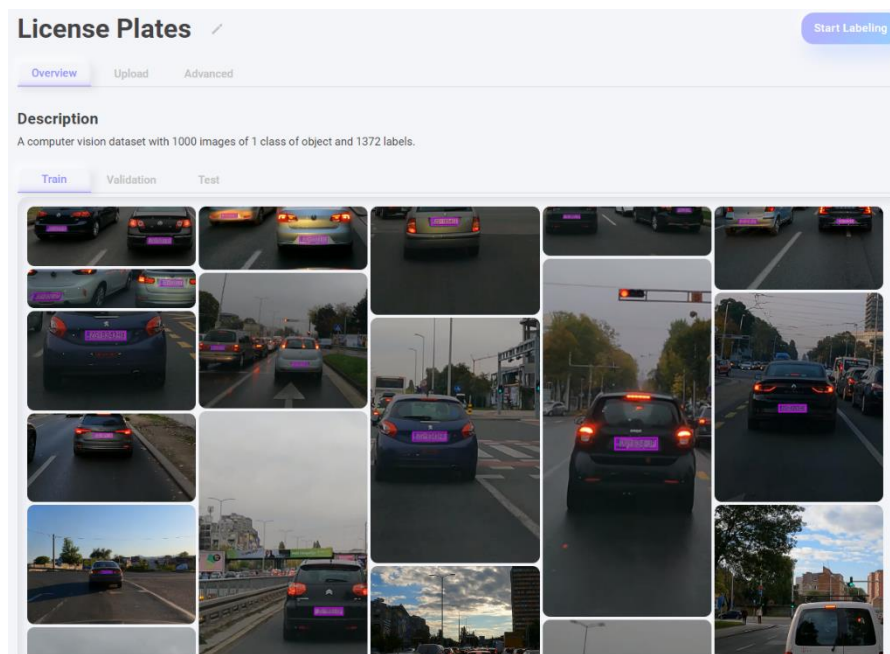 License Plates
Start Labeling
Overview
Upload
Advanced
Description
A computer vision dataset with 1000 images of 1 class of object and 1372 labels.
Train
Validation
Test